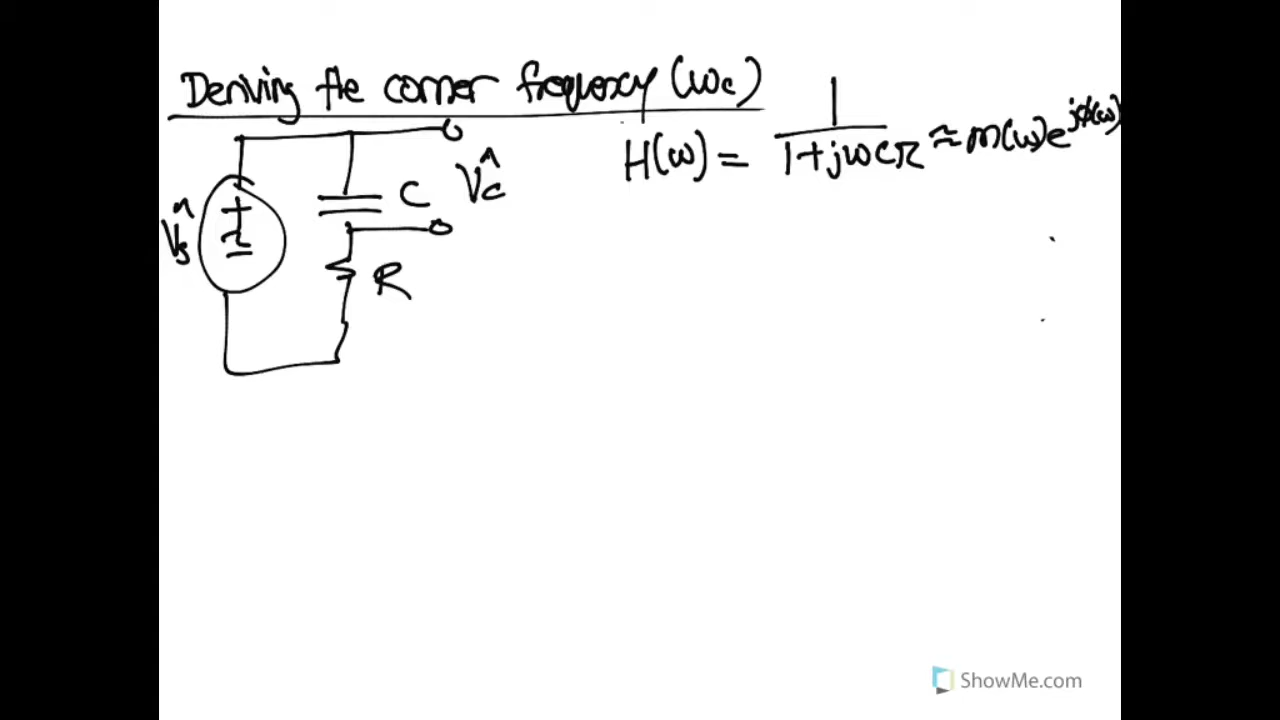 Deriving the corner frequency (ωc)
H(ω) = 1 / (1+jωCR ≈ M(ω)e^jϕ(ω)
V̂s
+
~
C
V̂c
R
ShowMe.com